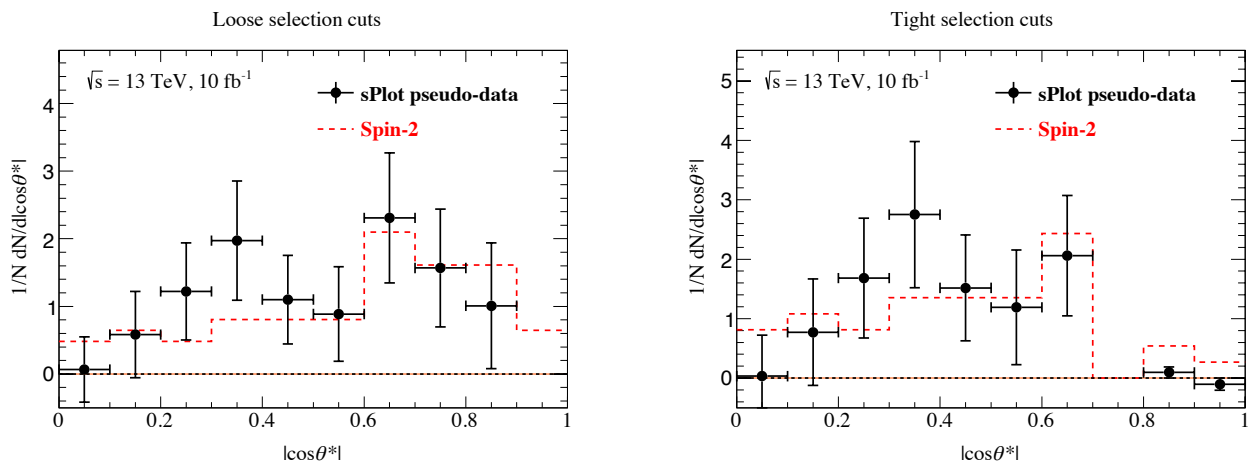 Loose selection cuts
√s = 13 TeV, 10 fb⁻¹
sPlot pseudo-data
Spin-2
1/N dN/d|cosθ*|
4
3
2
1
0
0 0.2 0.4 0.6 0.8 1
|cosθ*|
Tight selection cuts
√s = 13 TeV, 10 fb⁻¹
sPlot pseudo-data
Spin-2
1/N dN/d|cosθ*|
5
4
3
2
1
0
0 0.2 0.4 0.6 0.8 1
|cosθ*|